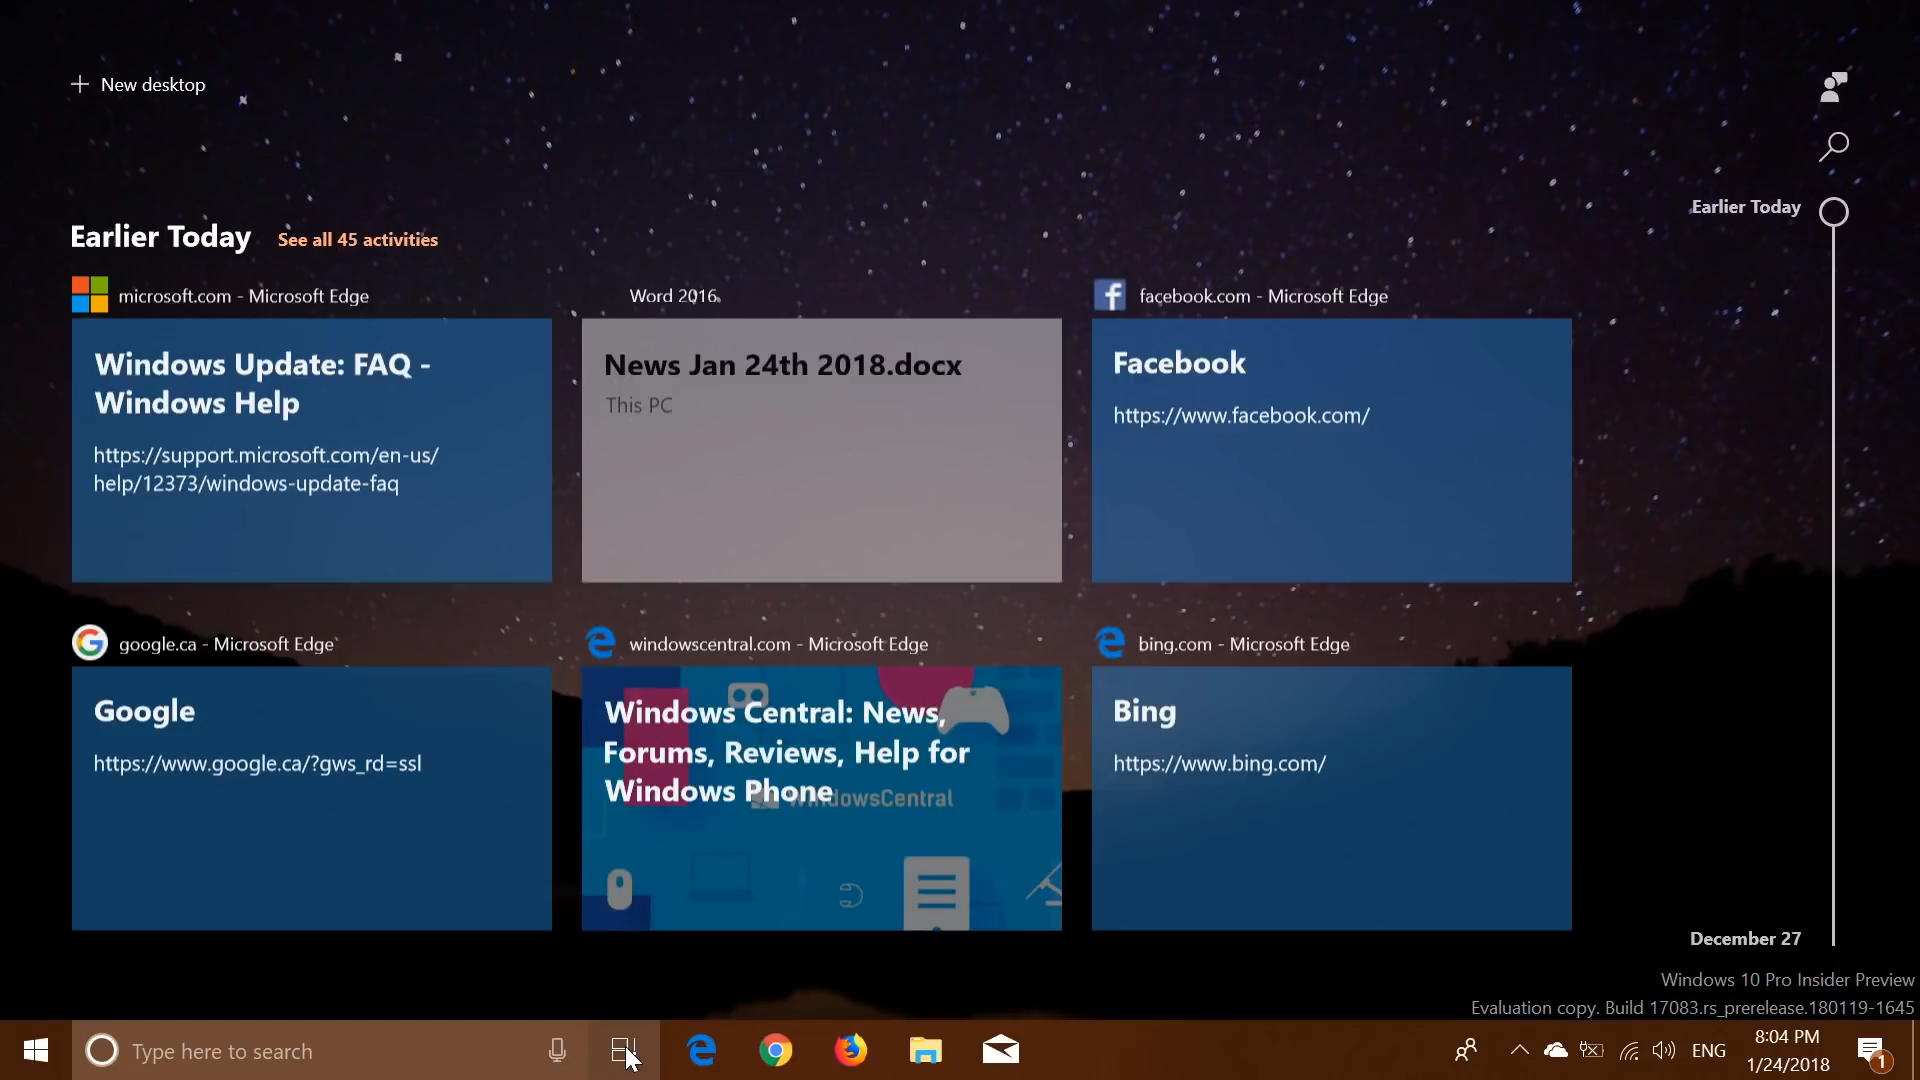 New desktop
Earlier Today
Earlier Today See all 45 activities
microsoft.com - Microsoft Edge
Windows Update: FAQ -
Windows Help
https://support.microsoft.com/en-us/
help/12373/windows-update-faq
Word 2016
News Jan 24th 2018.docx
This PC
facebook.com - Microsoft Edge
Facebook
https://www.facebook.com/
google.ca - Microsoft Edge
Google
https://www.google.ca/?gws_rd=ssl
windowscentral.com - Microsoft Edge
Windows Central: News,
Forums, Reviews, Help for
Windows Phone
WindowsCentral
bing.com - Microsoft Edge
Bing
https://www.bing.com/
December 27
Windows 10 Pro Insider Preview
Evaluation copy. Build 17083.rs_prerelease.180119-1645
Type here to search
ENG
8:04 PM
1/24/2018
1